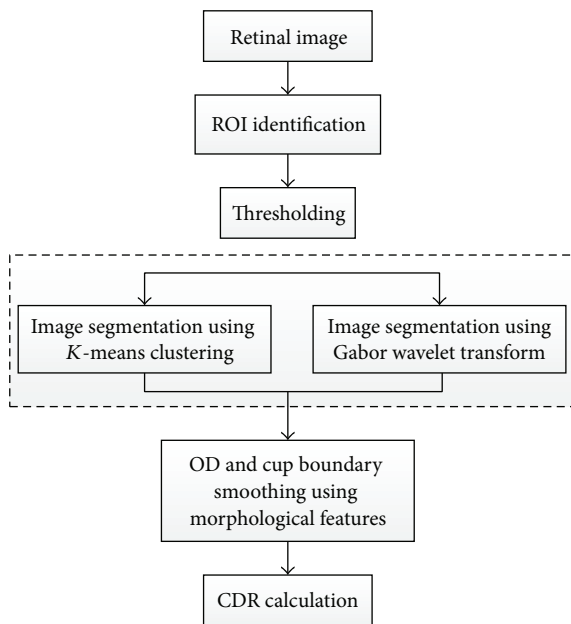 Retinal image
ROI identification
Thresholding
Image segmentation using
K-means clustering
Image segmentation using
Gabor wavelet transform
OD and cup boundary
smoothing using
morphological features
CDR calculation